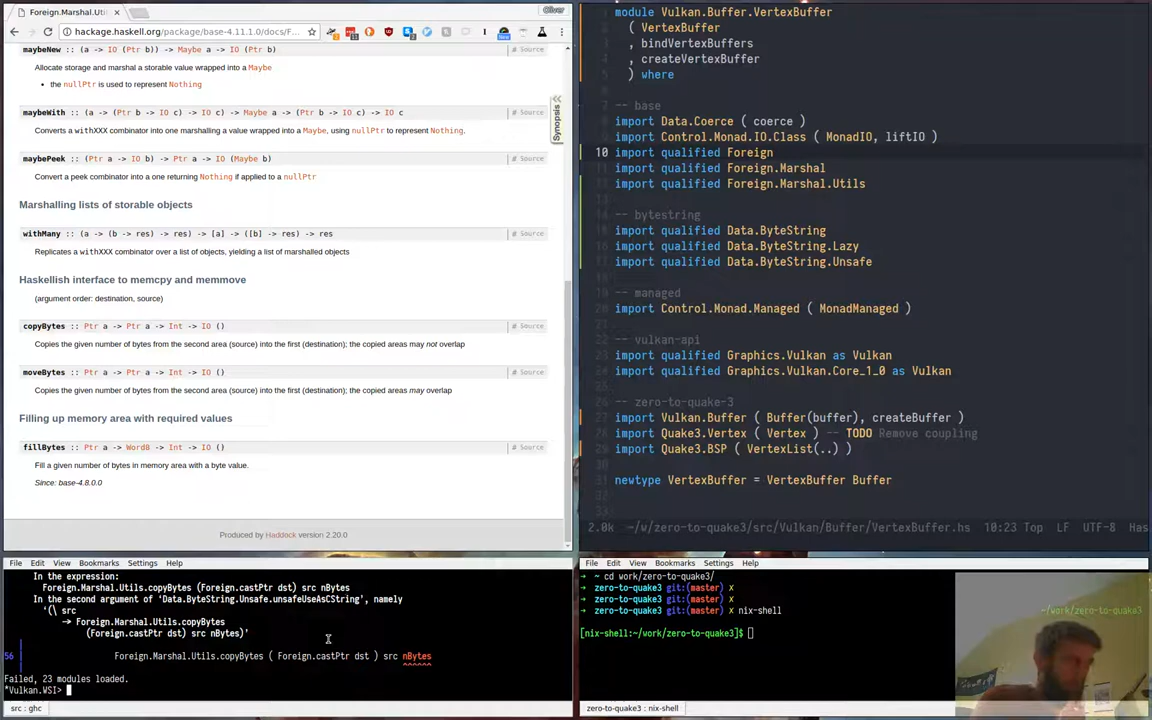 Foreign.Marshal.Ut
Oliver
hackage.haskell.org/package/base-4.11.1.0/docs/F...
New
maybeNew :: (a -> IO (Ptr b)) -> Maybe a -> IO (Ptr b)
# Source
Allocate storage and marshal a storable value wrapped into a Maybe
• the nullPtr is used to represent Nothing
Synopsis
maybeWith :: (a -> (Ptr b -> IO c) -> IO c) -> Maybe a -> (Ptr b -> IO c) -> IO c
# Source
Converts a withXXX combinator into one marshalling a value wrapped into a Maybe, using nullPtr to represent Nothing.
maybePeek :: (Ptr a -> IO b) -> Ptr a -> IO (Maybe b)
# Source
Convert a peek combinator into a one returning Nothing if applied to a nullPtr
Marshalling lists of storable objects
withMany :: (a -> (b -> res) -> res) -> [a] -> ([b] -> res) -> res
# Source
Replicates a withXXX combinator over a list of objects, yielding a list of marshalled objects
Haskellish interface to memcpy and memmove
(argument order: destination, source)
copyBytes :: Ptr a -> Ptr a -> Int -> IO ()
# Source
Copies the given number of bytes from the second area (source) into the first (destination); the copied areas may not overlap
moveBytes :: Ptr a -> Ptr a -> Int -> IO ()
# Source
Copies the given number of bytes from the second area (source) into the first (destination); the copied areas may overlap
Filling up memory area with required values
fillBytes :: Ptr a -> Word8 -> Int -> IO ()
# Source
Fill a given number of bytes in memory area with a byte value.
Since: base-4.8.0.0
Produced by Haddock version 2.20.0
module Vulkan.Buffer.VertexBuffer
( VertexBuffer
, bindVertexBuffers
, createVertexBuffer
) where
-- base
import Data.Coerce ( coerce )
import Control.Monad.IO.Class ( MonadIO, liftIO )
10 import qualified Foreign
import qualified Foreign.Marshal
import qualified Foreign.Marshal.Utils
-- bytestring
import qualified Data.ByteString
import qualified Data.ByteString.Lazy
import qualified Data.ByteString.Unsafe
-- managed
import Control.Monad.Managed ( MonadManaged )
-- vulkan-api
import qualified Graphics.Vulkan as Vulkan
import qualified Graphics.Vulkan.Core_1_0 as Vulkan
-- zero-to-quake-3
import Vulkan.Buffer ( Buffer(buffer), createBuffer )
import Quake3.Vertex ( Vertex ) -- TODO Remove coupling
import Quake3.BSP ( VertexList(..) )
newtype VertexBuffer = VertexBuffer Buffer
2.0k ~/w/zero-to-quake3/src/Vulkan/Buffer/VertexBuffer.hs 10:23 Top LF UTF-8 Has
File Edit View Bookmarks Settings Help
In the expression:
Foreign.Marshal.Utils.copyBytes (Foreign.castPtr dst) src nBytes
In the second argument of ‘Data.ByteString.Unsafe.unsafeUseAsCString’, namely
‘(\ src
-> Foreign.Marshal.Utils.copyBytes
(Foreign.castPtr dst) src nBytes)’
|
56 | Foreign.Marshal.Utils.copyBytes ( Foreign.castPtr dst ) src nBytes
| ^^^^^^
Failed, 23 modules loaded.
*Vulkan.WSI>
src : ghc
File Edit View Bookmarks Settings Help
→ ~ cd work/zero-to-quake3/
→ zero-to-quake3 git:(master) ✗
→ zero-to-quake3 git:(master) ✗
→ zero-to-quake3 git:(master) ✗ nix-shell
~/work/zero-to-quake3
[nix-shell:~/work/zero-to-quake3]$
zero-to-quake3 : nix-shell